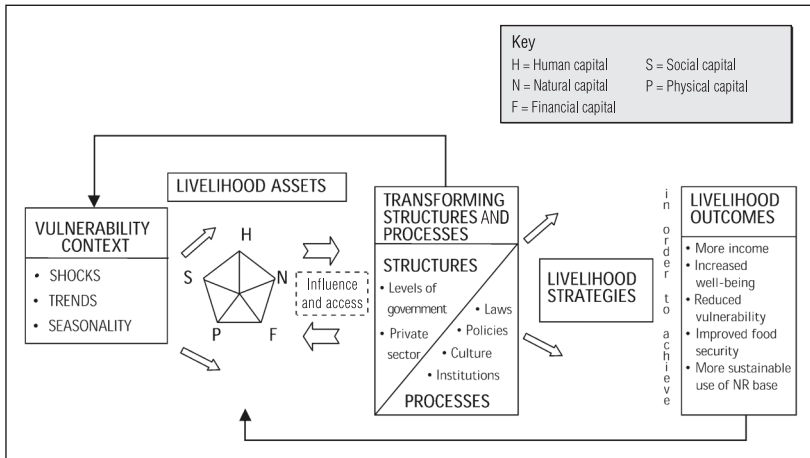 Key
H = Human capital
S = Social capital
N = Natural capital
P = Physical capital
F = Financial capital
LIVELIHOOD ASSETS
VULNERABILITY
CONTEXT
• SHOCKS
• TRENDS
• SEASONALITY
H
S
N
P
F
Influence
and access
TRANSFORMING
STRUCTURES AND
PROCESSES
STRUCTURES
• Levels of
government
• Private
sector
• Laws
• Policies
• Culture
• Institutions
PROCESSES
LIVELIHOOD
STRATEGIES
in order to achieve
LIVELIHOOD
OUTCOMES
• More income
• Increased
well-being
• Reduced
vulnerability
• Improved food
security
• More sustainable
use of NR base